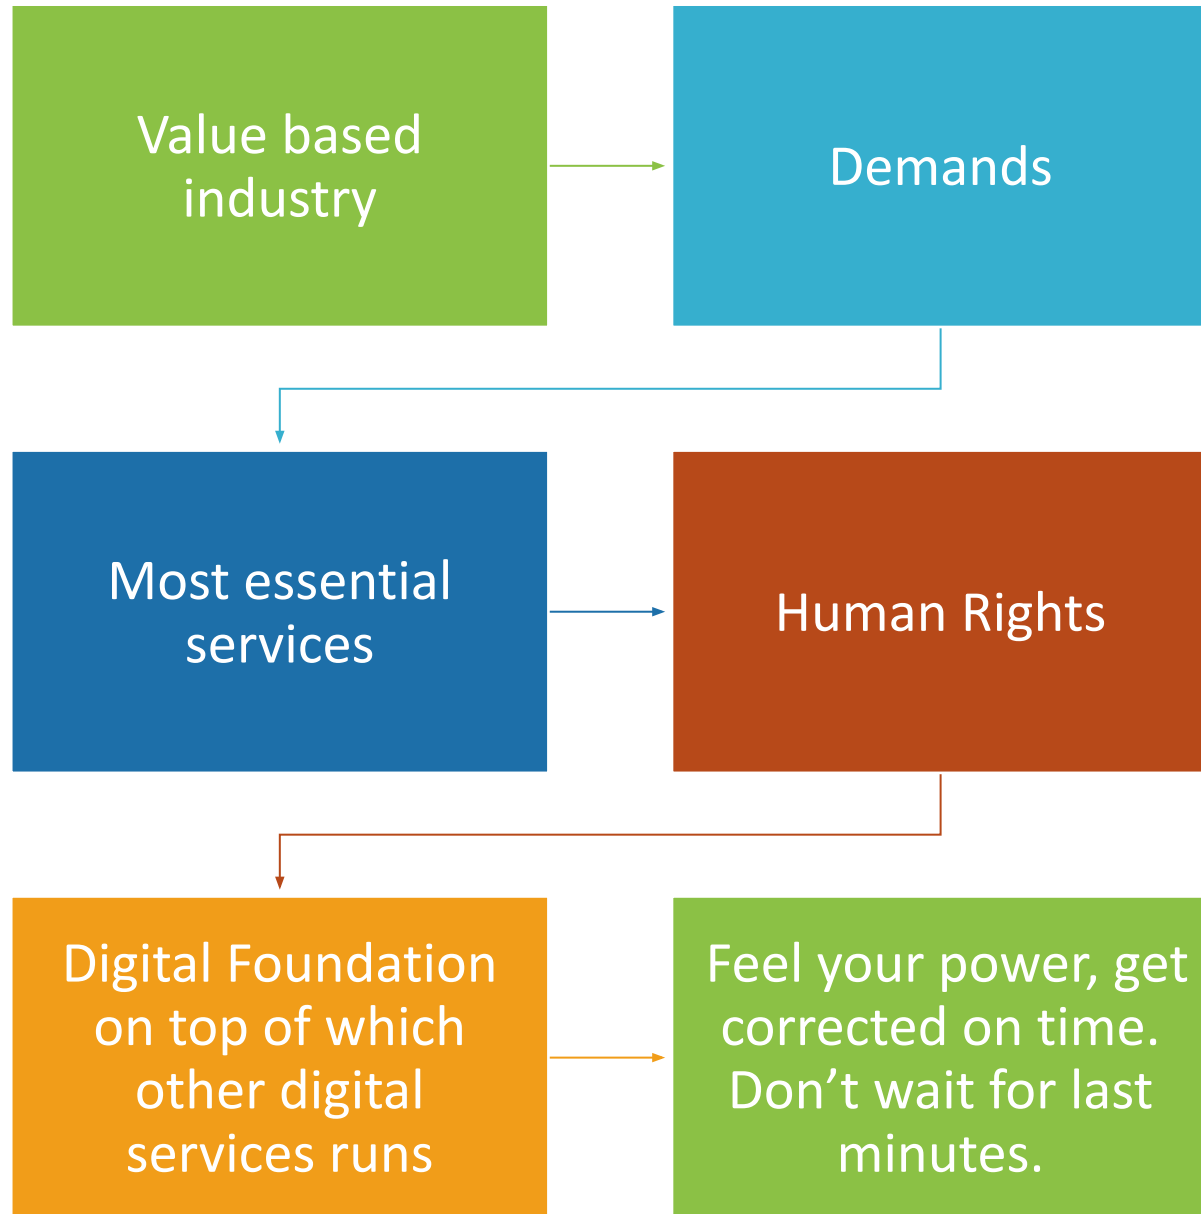 Value based
industry
Demands
Most essential
services
Human Rights
Digital Foundation
on top of which
other digital
services runs
Feel your power, get
corrected on time.
Don’t wait for last
minutes.